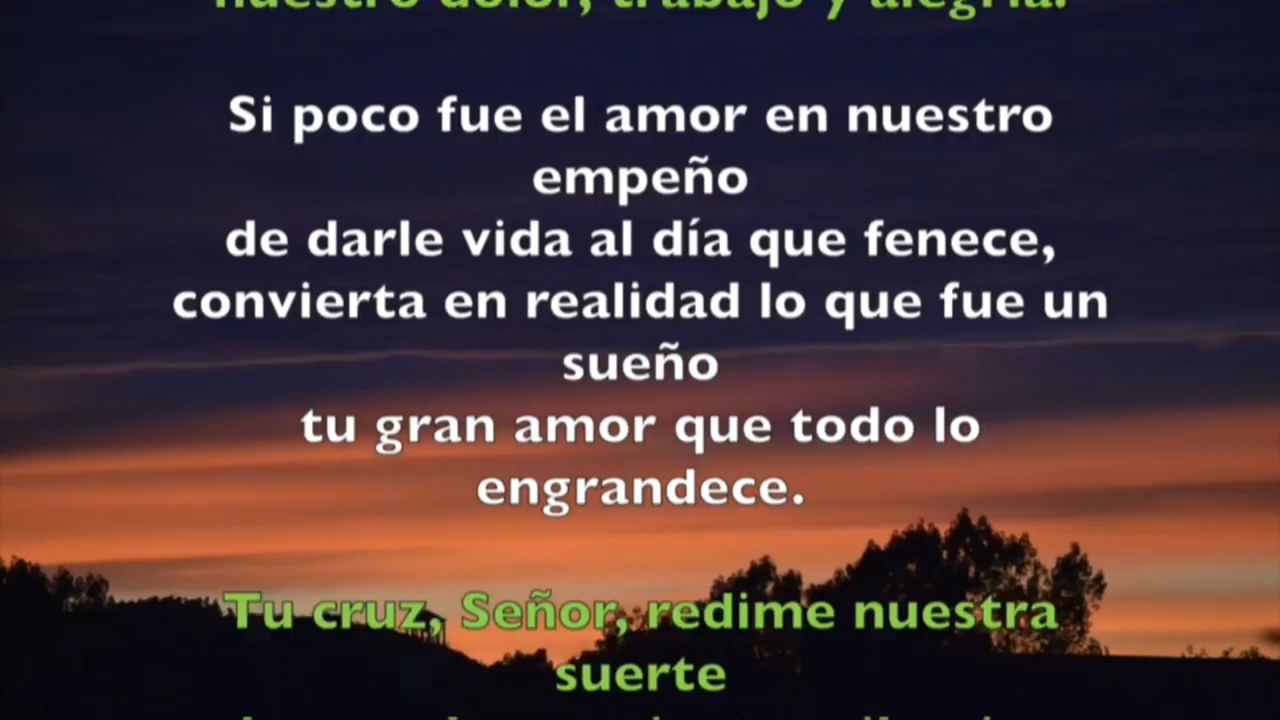 nuestro dolor, trabajo y alegría.
Si poco fue el amor en nuestro
empeño
de darle vida al día que fenece,
convierta en realidad lo que fue un
sueño
tu gran amor que todo lo
engrandece.
Tu cruz, Señor, redime nuestra
suerte